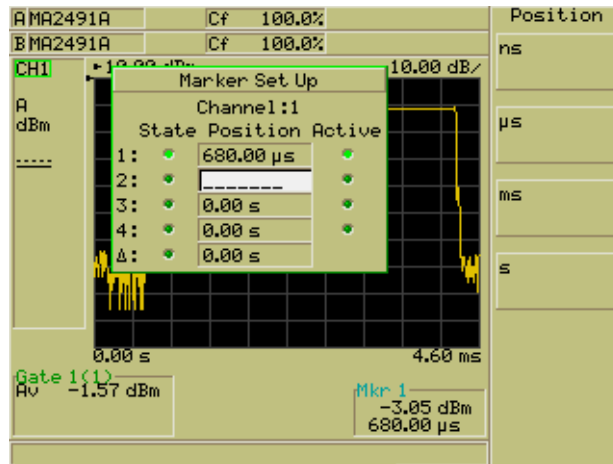 A MA2491A Cf 100.0%
B MA2491A Cf 100.0%
Position
ns
µs
ms
s
CH1
A
dBm
10.00 dB/
Marker Set Up
Channel:1
State Position Active
1: 680.00 µs
2: _______
3: 0.00 s
4: 0.00 s
Δ: 0.00 s
0.00 s 4.60 ms
Gate 1(1)
Av -1.57 dBm
Mkr 1
-3.05 dBm
680.00 µs